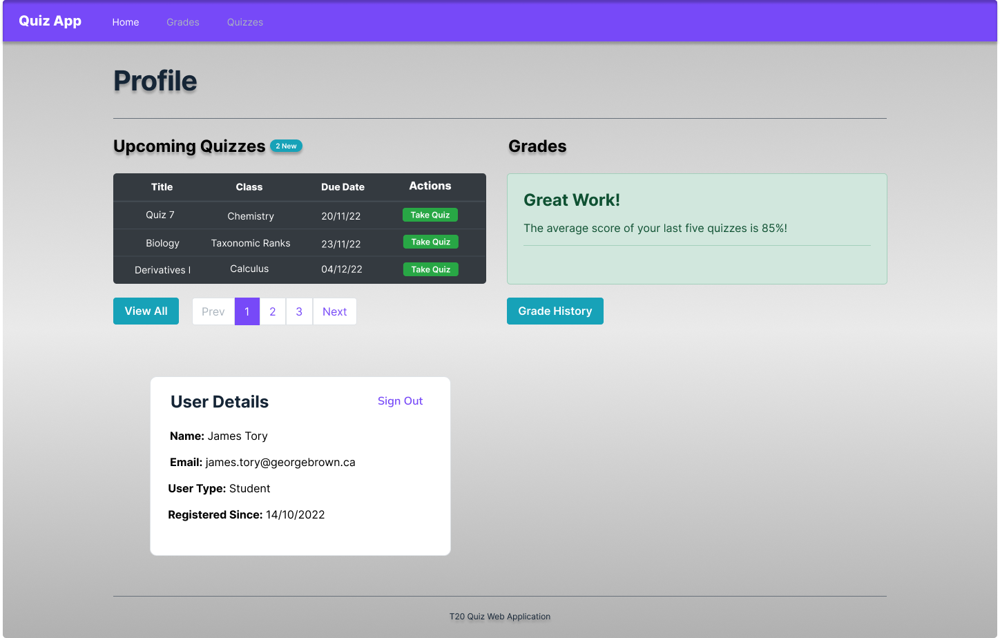 Quiz App Home Grades Quizzes
Profile
Upcoming Quizzes 2 New
Title Class Due Date Actions
Quiz 7 Chemistry 20/11/22 Take Quiz
Biology Taxonomic Ranks 23/11/22 Take Quiz
Derivatives I Calculus 04/12/22 Take Quiz
View All Prev 1 2 3 Next
Grades
Great Work!
The average score of your last five quizzes is 85%!
Grade History
User Details Sign Out
Name: James Tory
Email: james.tory@georgebrown.ca
User Type: Student
Registered Since: 14/10/2022
T20 Quiz Web Application